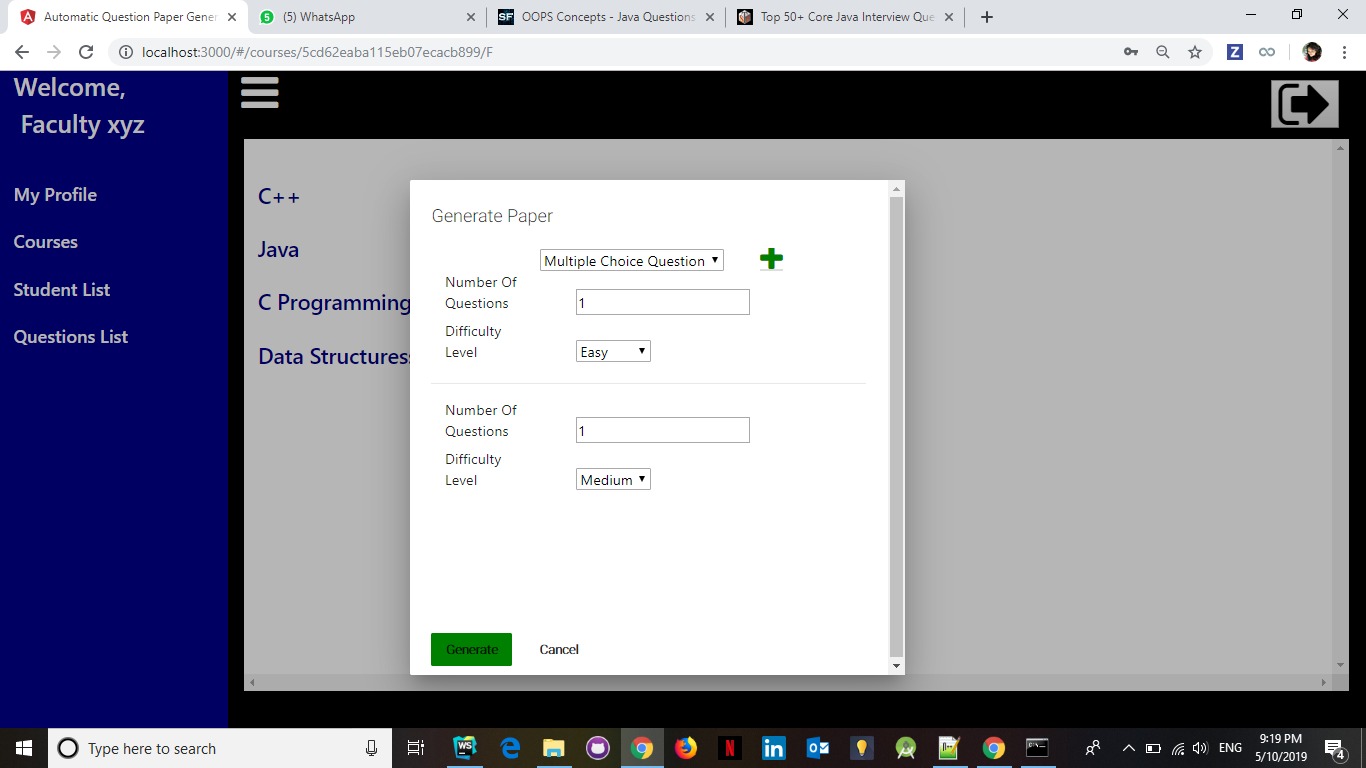 Automatic Question Paper Gener
(5) WhatsApp
OOPS Concepts - Java Questions
Top 50+ Core Java Interview Que
localhost:3000/#/courses/5cd62eaba115eb07ecacb899/F
Welcome,
Faculty xyz
My Profile
Courses
Student List
Questions List
C++
Java
C Programming
Data Structuress
Generate Paper
Multiple Choice Question
Number Of
Questions
1
Difficulty
Level
Easy
Number Of
Questions
1
Difficulty
Level
Medium
Generate
Cancel
Type here to search
ENG
9:19 PM
5/10/2019
4